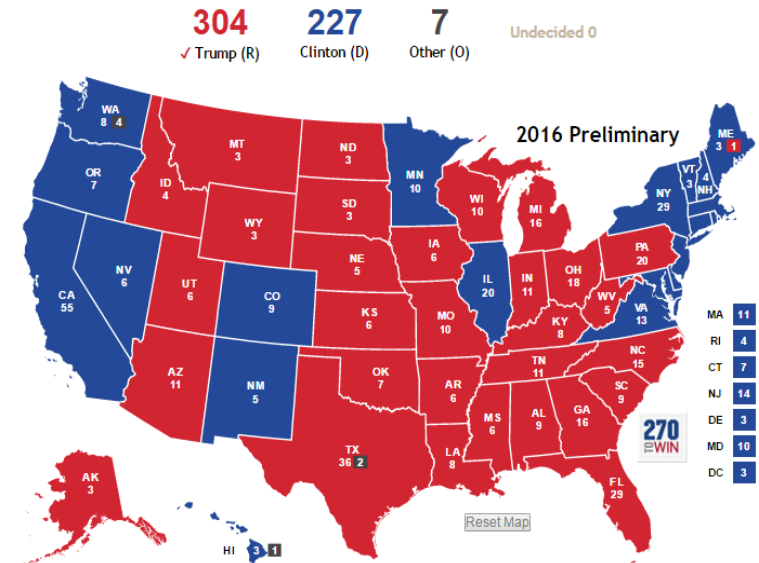 304 227 7
✓ Trump (R) Clinton (D) Other (O) Undecided 0
2016 Preliminary
WA
8 4
OR
7
CA
55
NV
6
ID
4
MT
3
WY
3
UT
6
AZ
11
CO
9
NM
5
ND
3
SD
3
NE
5
KS
6
OK
7
TX
36 2
MN
10
IA
6
MO
10
AR
6
LA
8
WI
10
IL
20
MI
16
IN
11
OH
18
KY
8
TN
11
MS
6
AL
9
GA
16
FL
29
SC
9
NC
15
VA
13
WV
5
PA
20
NY
29
VT
3
4
NH
ME
3 1
AK
3
HI 3 1
MA 11
RI 4
CT 7
NJ 14
DE 3
MD 10
DC 3
270
TO WIN
Reset Map